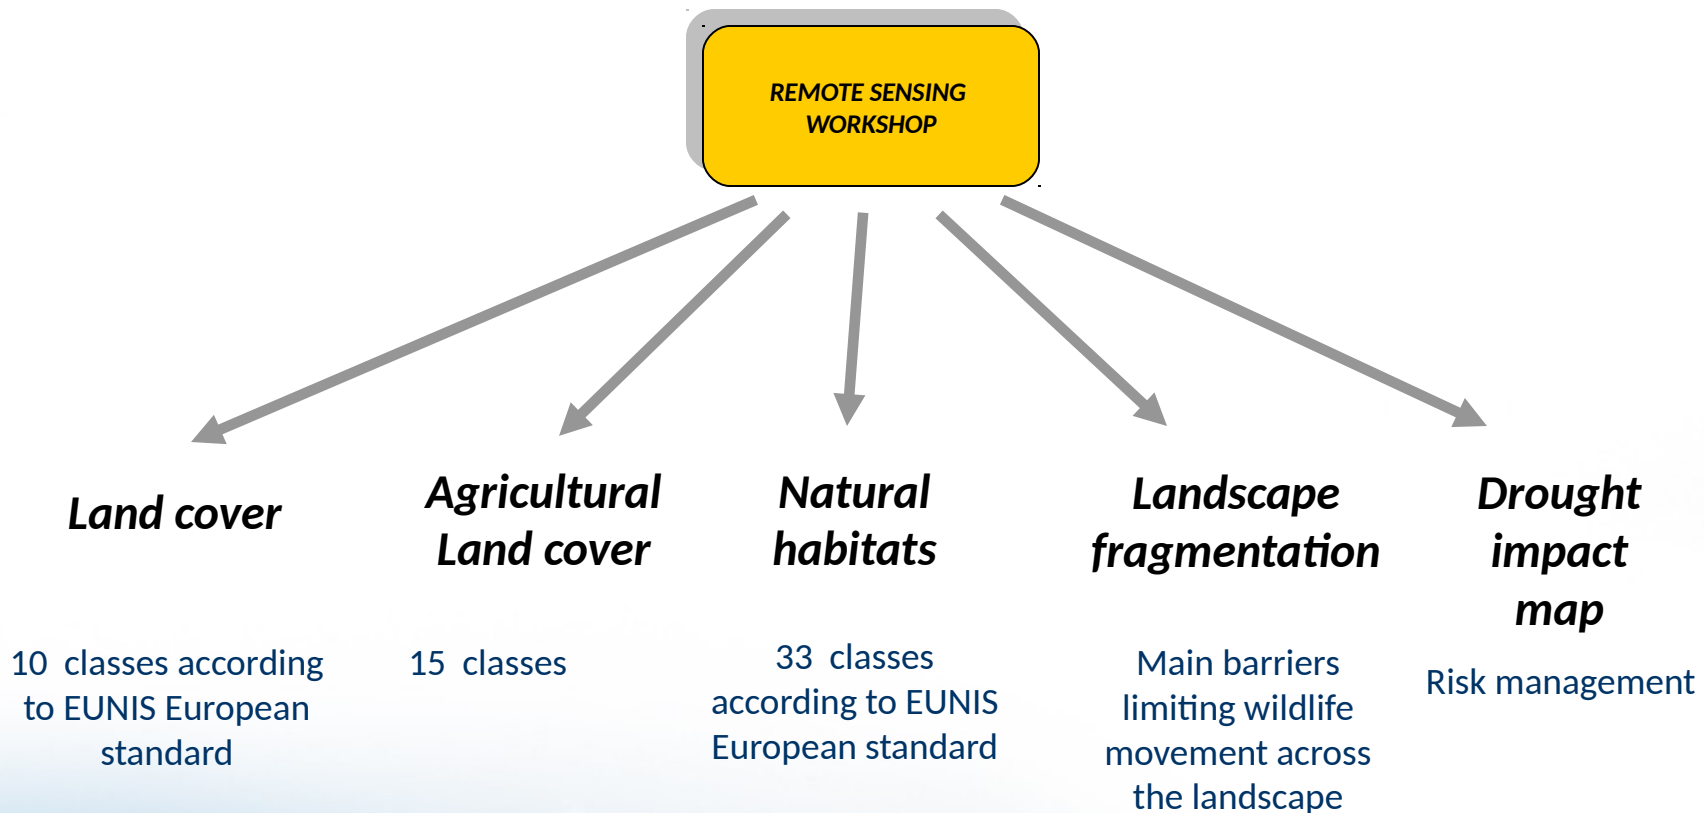 REMOTE SENSING
WORKSHOP
Land cover
10 classes according
to EUNIS European
standard
Agricultural
Land cover
15 classes
Natural
habitats
33 classes
according to EUNIS
European standard
Landscape
fragmentation
Main barriers
limiting wildlife
movement across
the landscape
Drought
impact
map
Risk management